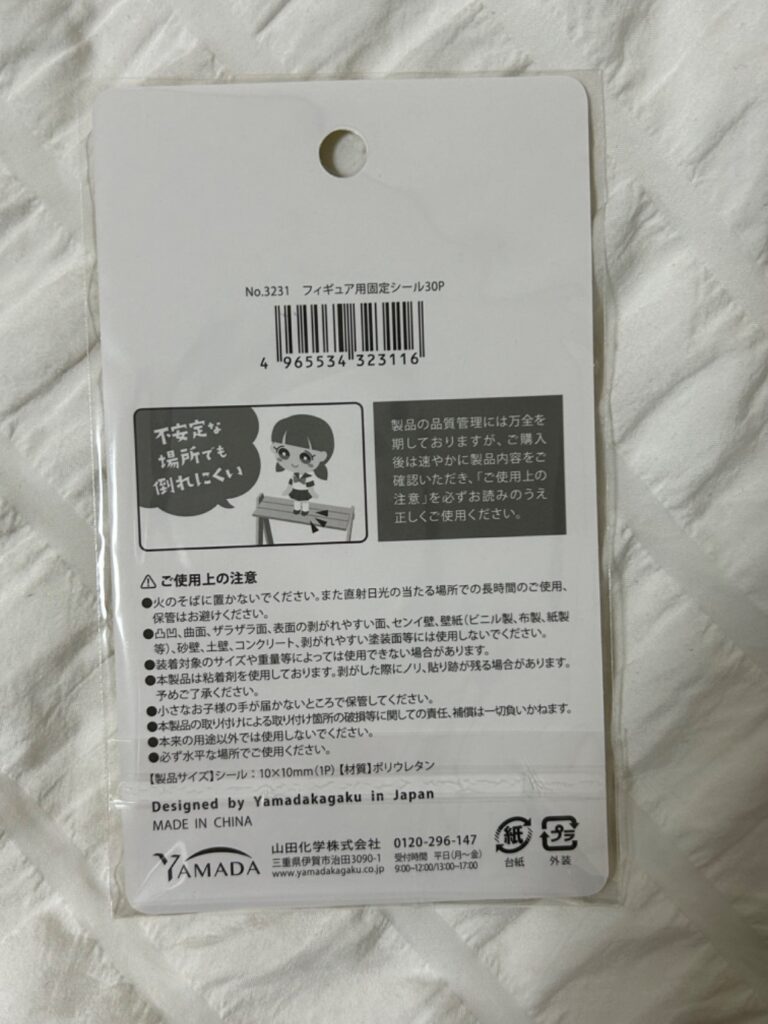 No.3231 フィギュア用固定シール30P
4 965534 323116
不安定な
場所でも
倒れにくい
製品の品質管理には万全を
期しておりますが、ご購入
後は速やかに製品内容をご
確認いただき、「ご使用上の
注意」を必ずお読みのうえ
正しくご使用ください。
⚠ご使用上の注意
●火のそばに置かないでください。また直射日光の当たる場所での長時間のご使用、
保管はお避けください。
●凸凹、曲面、ザラザラ面、表面の剥がれやすい面、センイ壁、壁紙(ビニル製、布製、紙製
等)、砂壁、土壁、コンクリート、剥がれやすい塗装面等には使用しないでください。
●装着対象のサイズや重量等によっては使用できない場合があります。
●本製品は粘着剤を使用しております。剥がした際にノリ、貼り跡が残る場合があります。
予めご了承ください。
●小さなお子様の手が届かないところで保管してください。
●本製品の取り付けによる取り付け箇所の破損等に関しての責任、補償は一切負いかねます。
●本来の用途以外では使用しないでください。
●必ず水平な場所でご使用ください。
【製品サイズ】シール:10×10mm(1P)【材質】ポリウレタン
Designed by Yamadakagaku in Japan
MADE IN CHINA
YAMADA
山田化学株式会社
三重県伊賀市治田3090-1
www.yamadakagaku.co.jp
0120-296-147
受付時間 平日(月〜金)
9:00~12:00/13:00~17:00
紙
台紙
プラ
外装